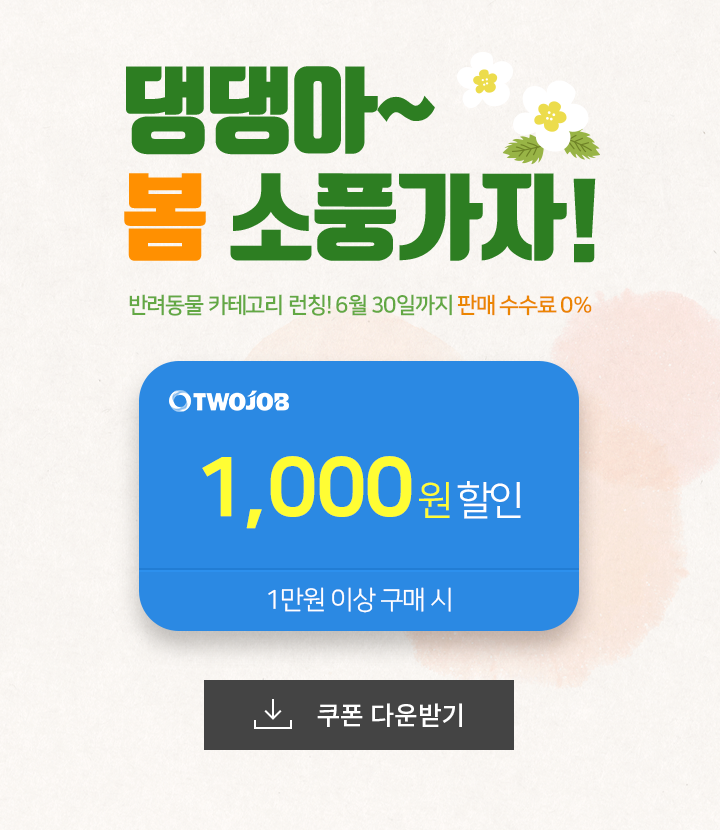 댕댕아~
봄 소풍가자!
반려동물 카테고리 런칭! 6월 30일까지 판매 수수료 0%
TWOJOB
1,000원 할인
1만원 이상 구매 시
쿠폰 다운받기